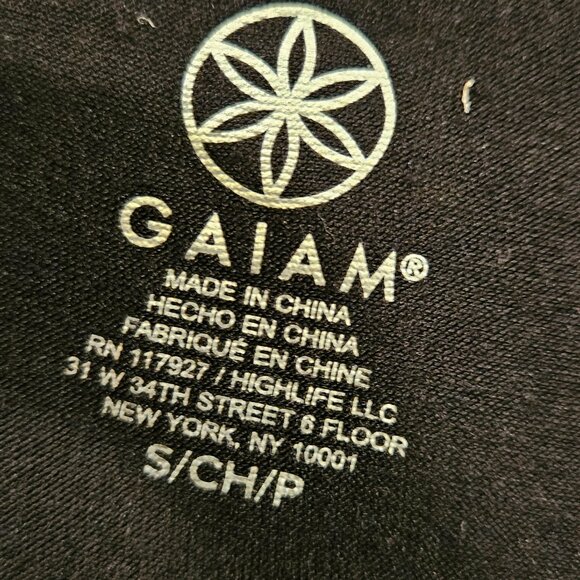 GAIAM®
MADE IN CHINA
HECHO EN CHINA
FABRIQUÉ EN CHINE
RN 117927 / HIGHLIFE LLC
31 W 34TH STREET 6 FLOOR
NEW YORK, NY 10001
S/CH/P